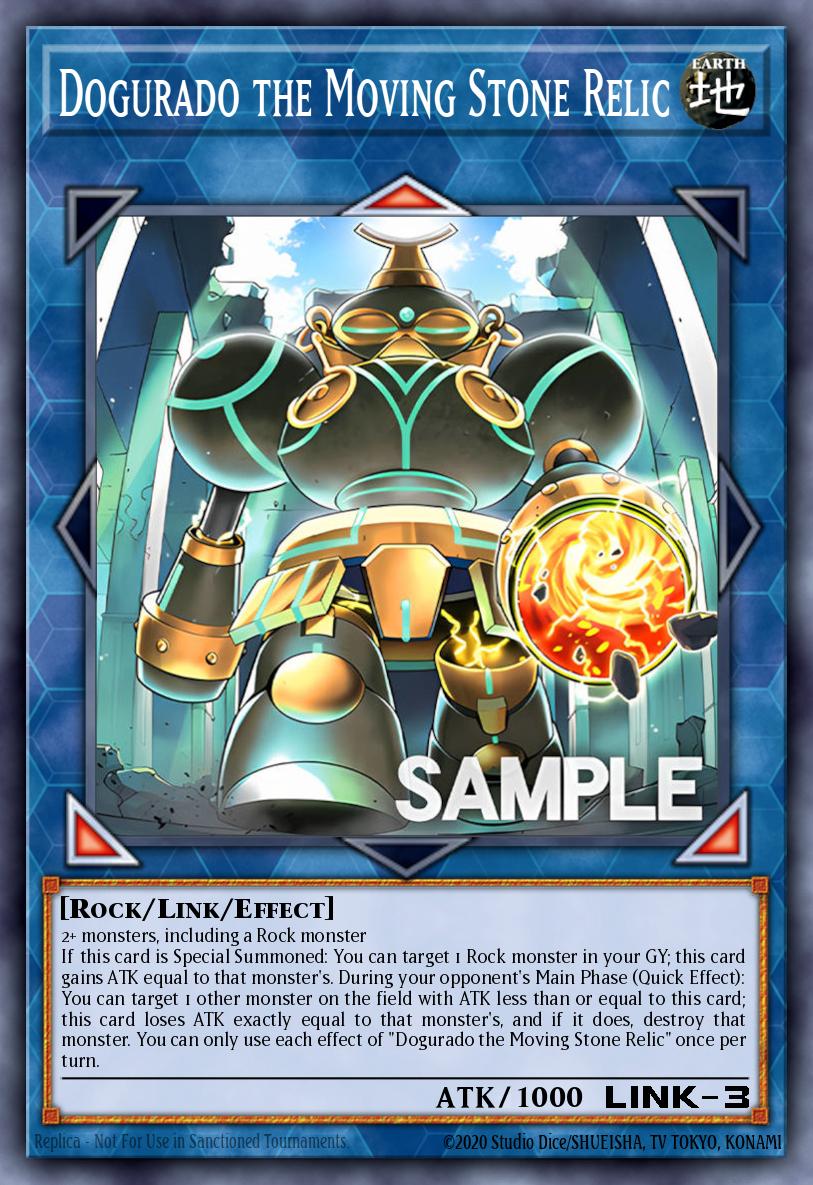 DOGURADO THE MOVING STONE RELIC
EARTH
地
SAMPLE
[ROCK/LINK/EFFECT]
2+ monsters, including a Rock monster
If this card is Special Summoned: You can target 1 Rock monster in your GY; this card
gains ATK equal to that monster's. During your opponent's Main Phase (Quick Effect):
You can target 1 other monster on the field with ATK less than or equal to this card;
this card loses ATK exactly equal to that monster's, and if it does, destroy that
monster. You can only use each effect of "Dogurado the Moving Stone Relic" once per
turn.
ATK/1000 LINK-3
Replica - Not For Use in Sanctioned Tournaments.
©2020 Studio Dice/SHUEISHA, TV TOKYO, KONAMI